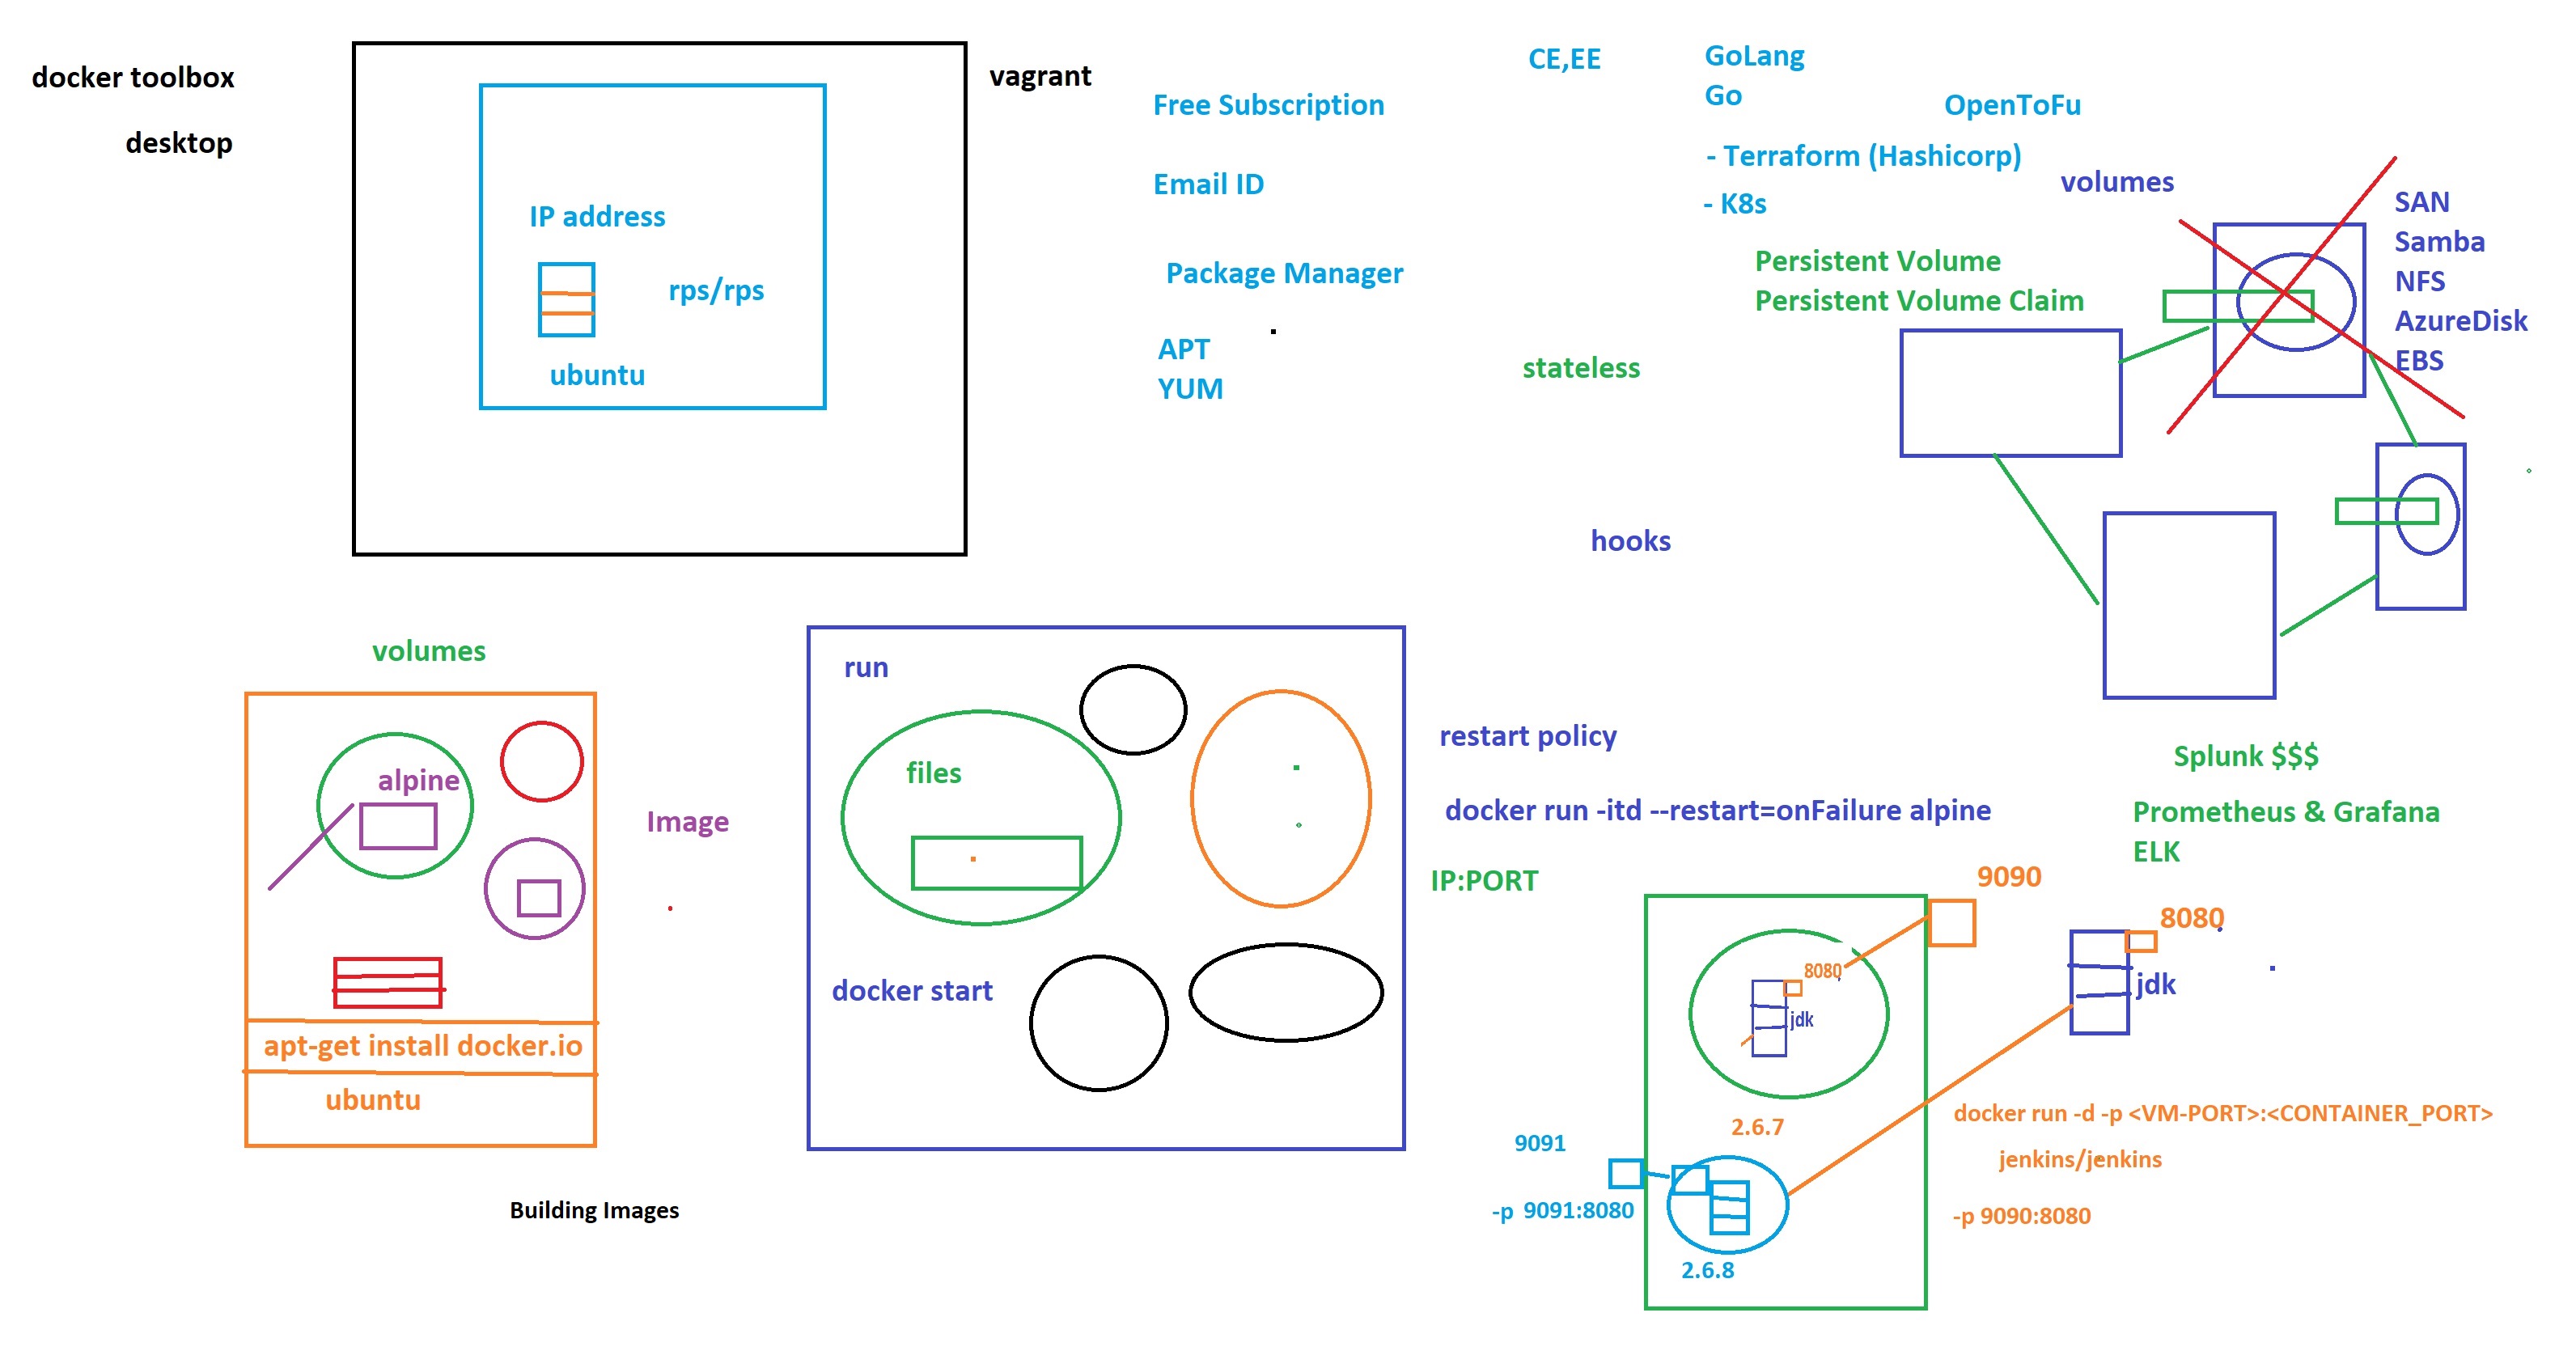 docker toolbox
desktop
vagrant
IP address
rps/rps
ubuntu
Free Subscription
Email ID
Package Manager
APT
YUM
CE,EE
GoLang
Go
OpenToFu
- Terraform (Hashicorp)
- K8s
volumes
SAN
Samba
NFS
AzureDisk
EBS
Persistent Volume
Persistent Volume Claim
stateless
hooks
volumes
alpine
Image
apt-get install docker.io
ubuntu
Building Images
run
files
docker start
restart policy
docker run -itd --restart=onFailure alpine
IP:PORT
Splunk $$$
Prometheus & Grafana
ELK
9090
8080
jdk
8080
jdk
2.6.7
9091
-p 9091:8080
2.6.8
docker run -d -p <VM-PORT>:<CONTAINER_PORT>
jenkins/jenkins
-p 9090:8080